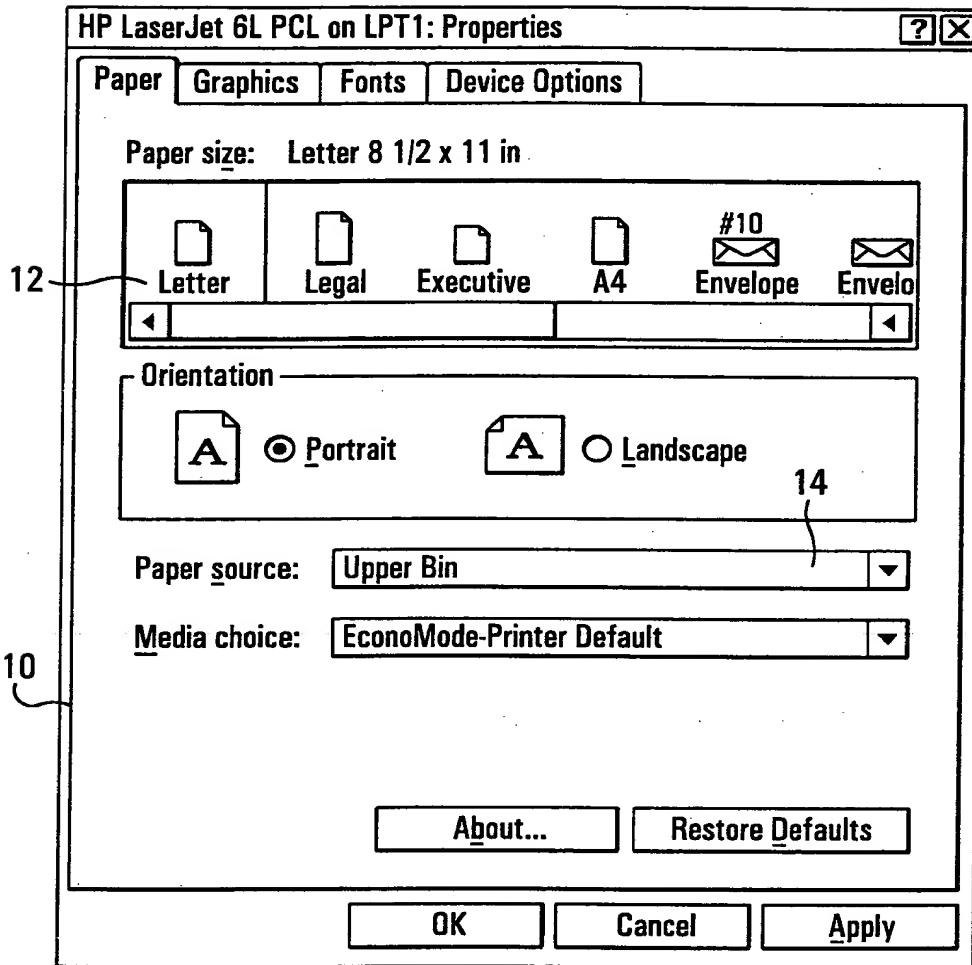 HP LaserJet 6L PCL on LPT1: Properties ? X
Paper Graphics Fonts Device Options
Paper size: Letter 8 1/2 x 11 in
#10
12 Letter Legal Executive A4 Envelope Envelo
Orientation
A Portrait A Landscape
14
Paper source: Upper Bin
Media choice: EconoMode-Printer Default
10
About... Restore Defaults
OK Cancel Apply